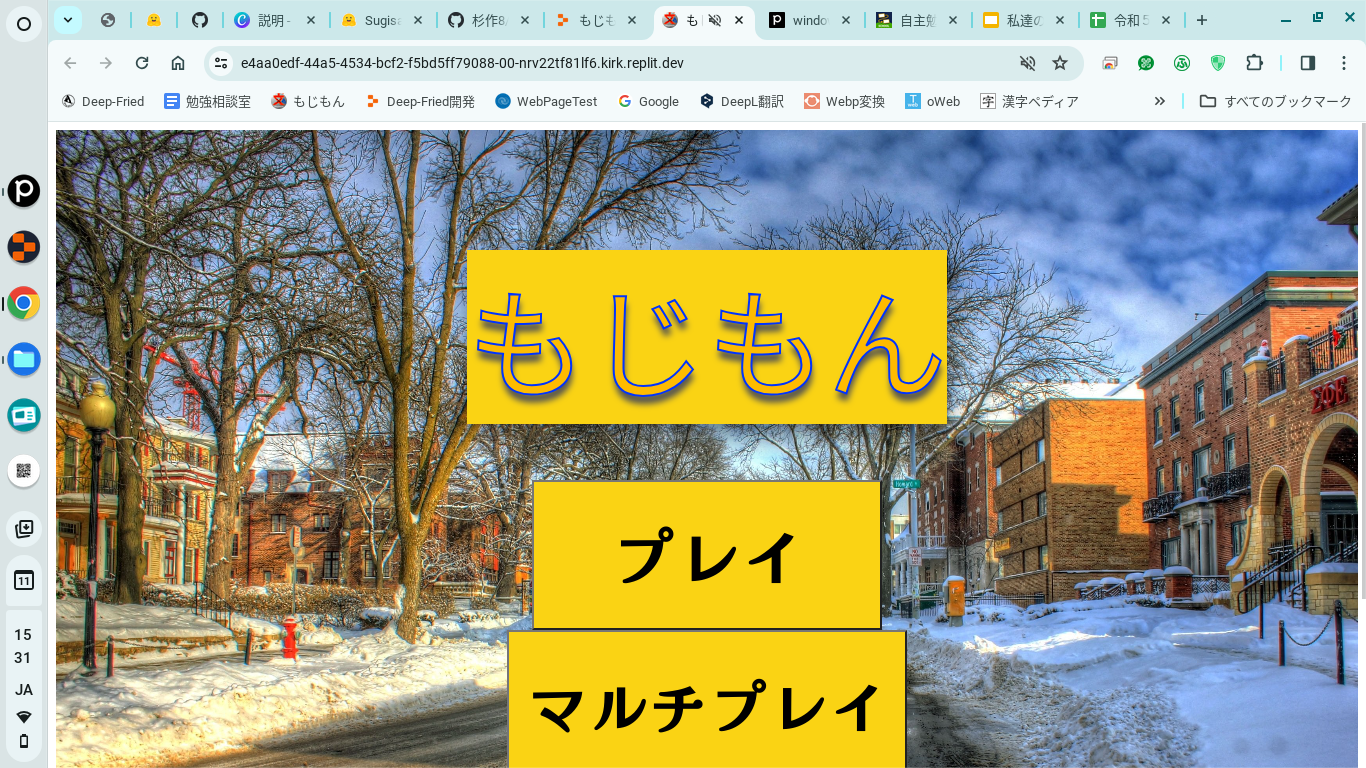 説明 -
Sugis
杉作8
もじも
も
windo
自主勉
私達の
令和 5
e4aa0edf-44a5-4534-bcf2-f5bd5ff79088-00-nrv22tf81lf6.kirk.replit.dev
Deep-Fried
勉強相談室
もじもん
Deep-Fried開発
WebPageTest
Google
DeepL翻訳
Webp変換
oWeb
字
漢字ペディア
すべてのブックマーク
もじもん
ΣΦΕ
プレイ
マルチプレイ
11
15
31
JA